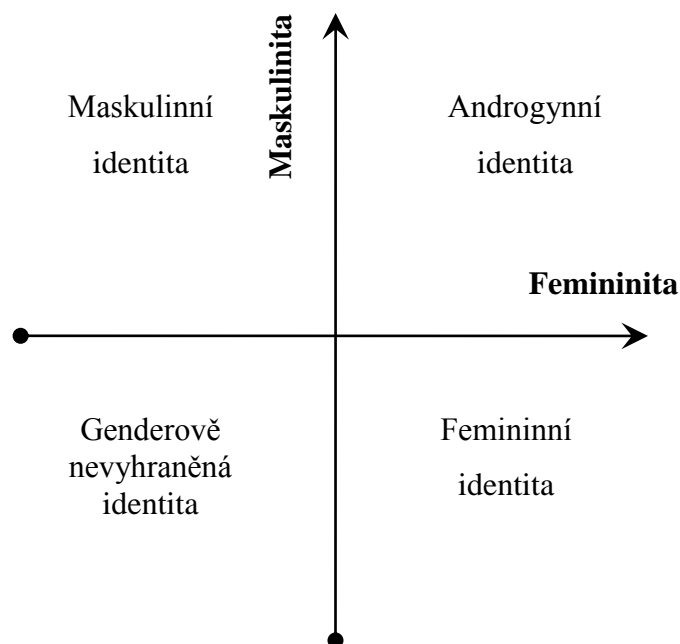 Maskulinní
identita
Maskulinita
Androgynní
identita
Femininita
Genderově
nevyhraněná
identita
Femininní
identita